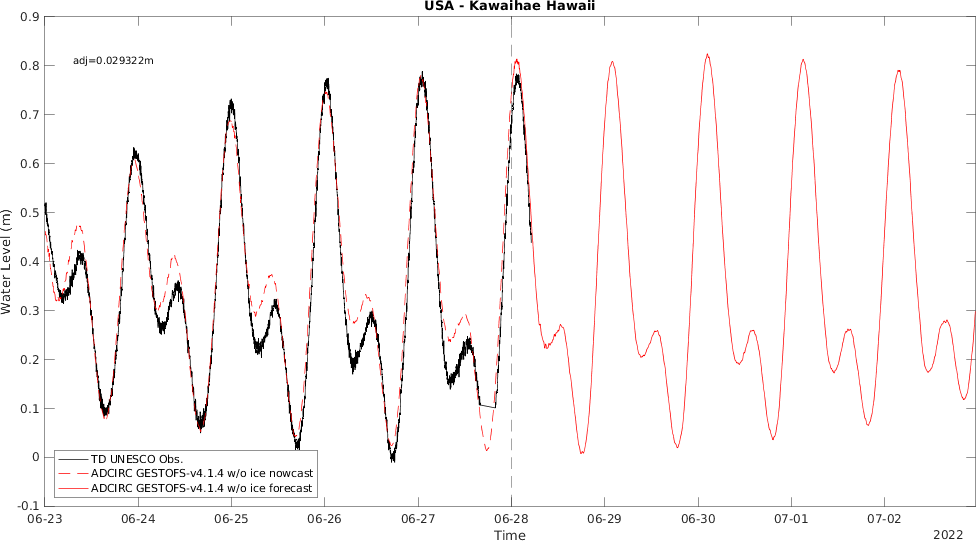 USA - Kawaihae Hawaii
0.9
0.8
adj=0.029322m
0.7
0.6
0.5
0.4
0.3
0.2
0.1
0
-0.1
Water Level (m)
TD UNESCO Obs.
ADCIRC GESTOFS-v4.1.4 w/o ice nowcast
ADCIRC GESTOFS-v4.1.4 w/o ice forecast
06-23 06-24 06-25 06-26 06-27 06-28 06-29 06-30 07-01 07-02
Time
2022